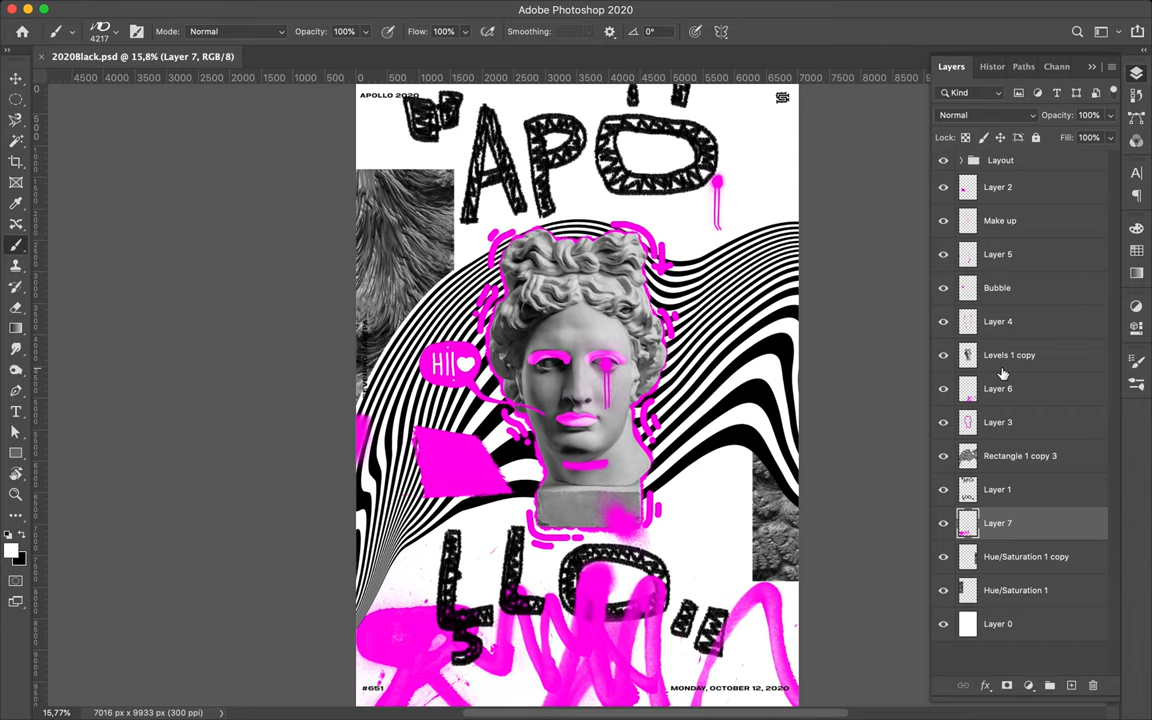 Adobe Photoshop 2020
4217
Mode:
Normal
Opacity:
100%
Flow:
100%
Smoothing:
0°
2020Black.psd @ 15,8% (Layer 7, RGB/8)
4500 4000 3500 3000 2500 2000 1500 1000 500 0 500 1000 1500 2000 2500 3000 3500 4000 4500 5000 5500 6000 6500 7000 7500 8000 8500
APOLLO 2020
"APO
HI!
LLO"
#651
MONDAY, OCTOBER 12, 2020
Layers
Histor
Paths
Chann
Kind
Normal
Opacity:
100%
Lock:
Fill:
100%
Layout
Layer 2
Make up
Layer 5
Bubble
Layer 4
Levels 1 copy
Layer 6
Layer 3
Rectangle 1 copy 3
Layer 1
Layer 7
Hue/Saturation 1 copy
Hue/Saturation 1
Layer 0
fx
15,77%
7016 px x 9933 px (300 ppi)